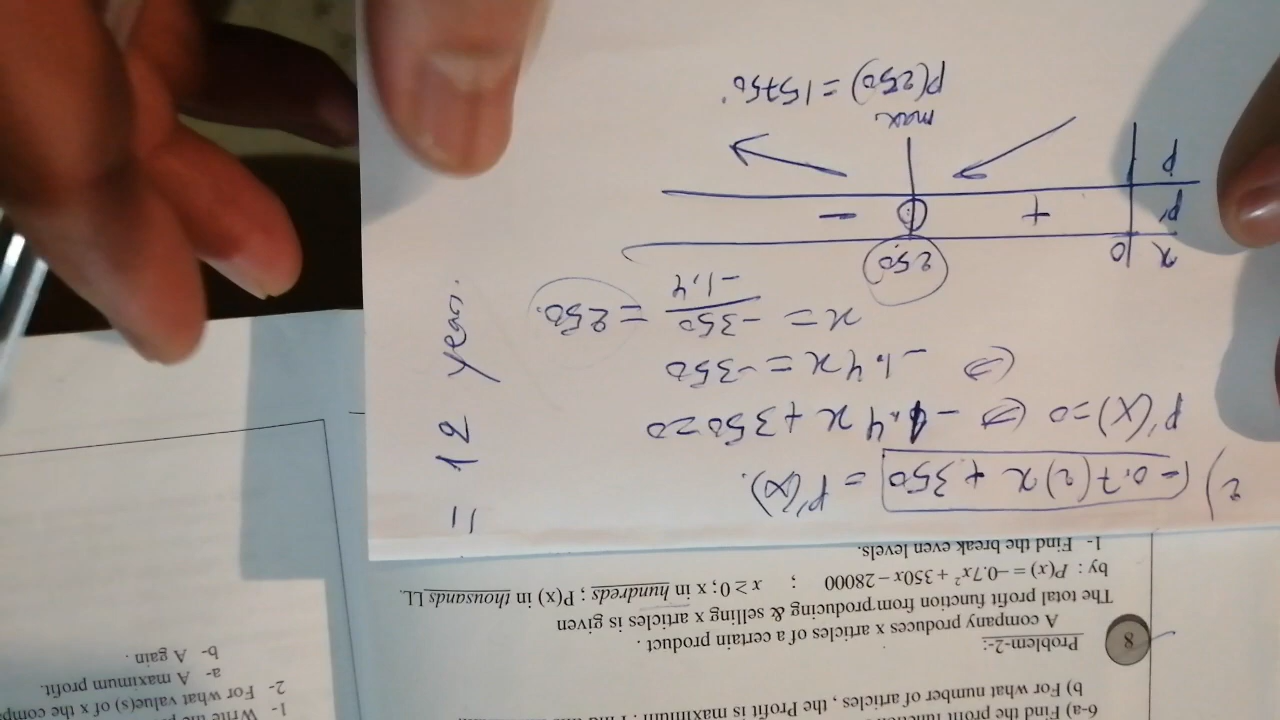 6-a) Find the profit
b) For what number of articles, the Profit is maximum
8
Problem-2-:
A company produces x articles of a certain product.
The total profit function from producing & selling x articles is given
by : P(x) = −0.7x² + 350x − 28000 ; x ≥ 0 ; x in hundreds ; P(x) in thousands LL.
1- Find the break even levels.
2) (-0.7(2)x + 350 = P'(x).
P'(x)=0 ⇔ -1.4x + 350=0
⇔ -1.4x = -350
x = -350/-1.4 = 250.
x 0 250
P' + 0 -
P
max
P(250) = 15750
= 12 years.
1- Write the
2- For what value(s) of x the comp
a- A maximum profit.
b- A gain .